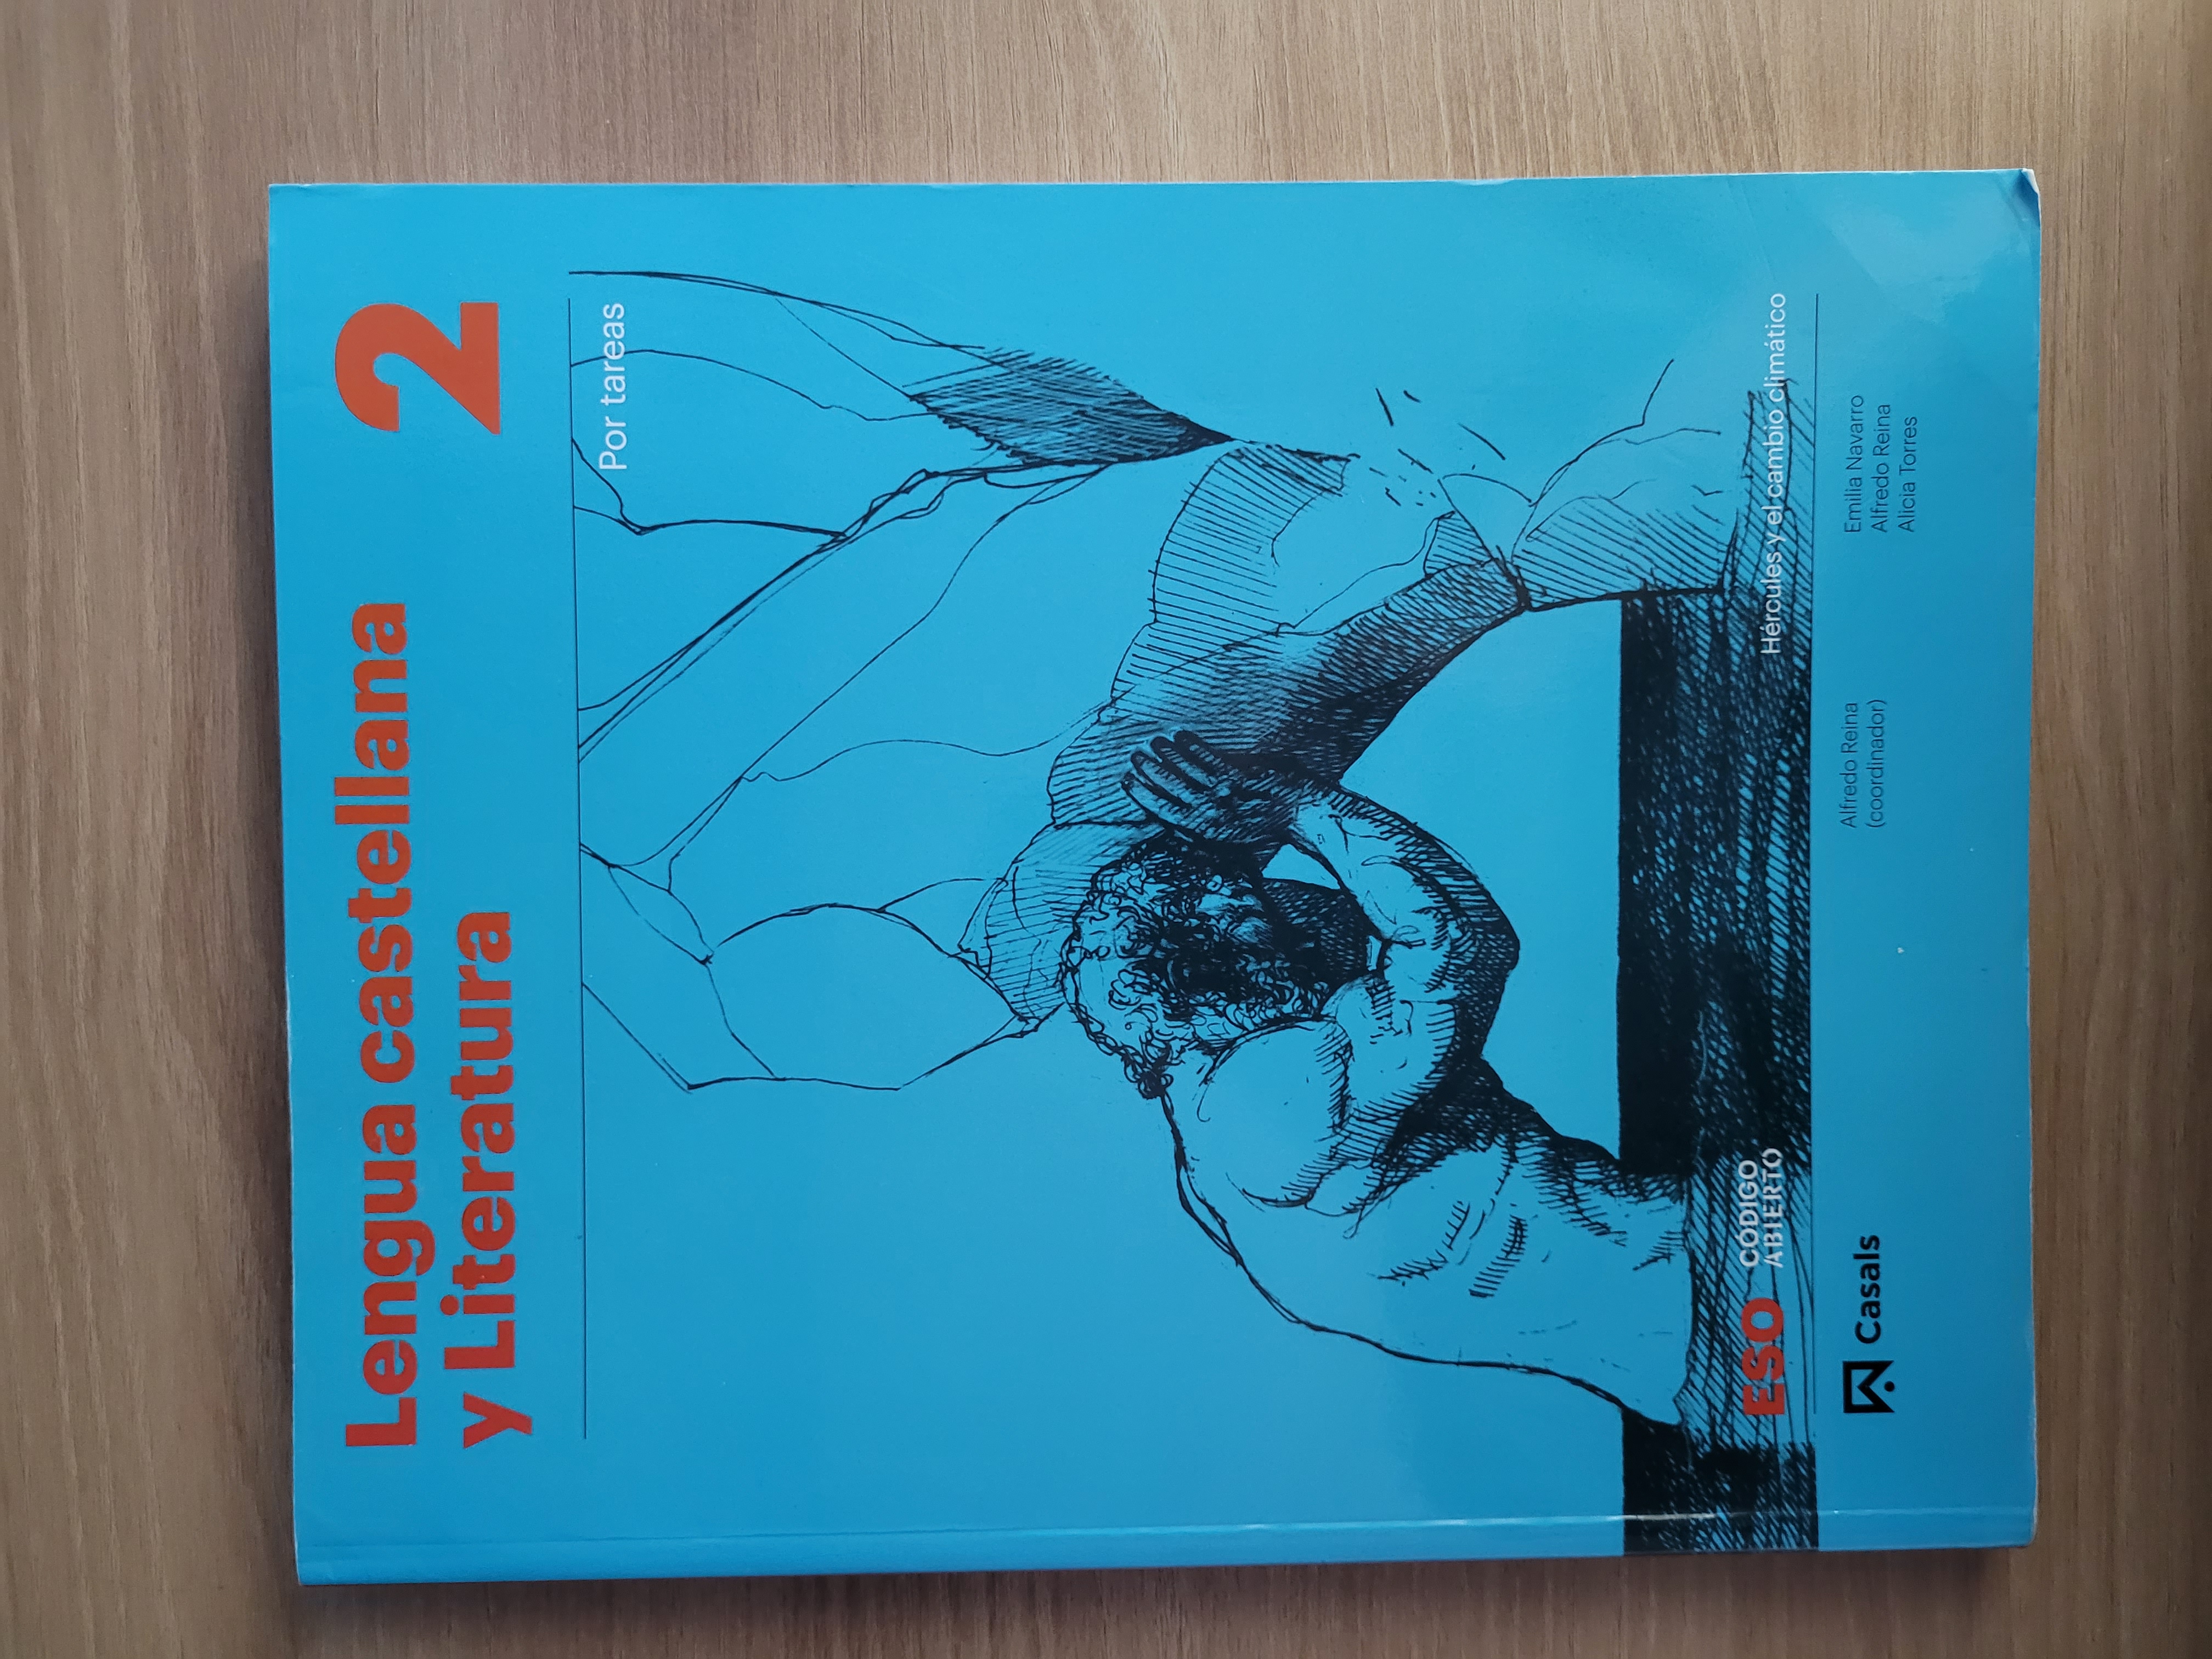 Lengua castellana
y Literatura
2
Por tareas
ESO
CÓDIGO
ABIERTO
Hércules y el cambio climático
Casals
Alfredo Reina
(coordinador)
Emilia Navarro
Alfredo Reina
Alicia Torres